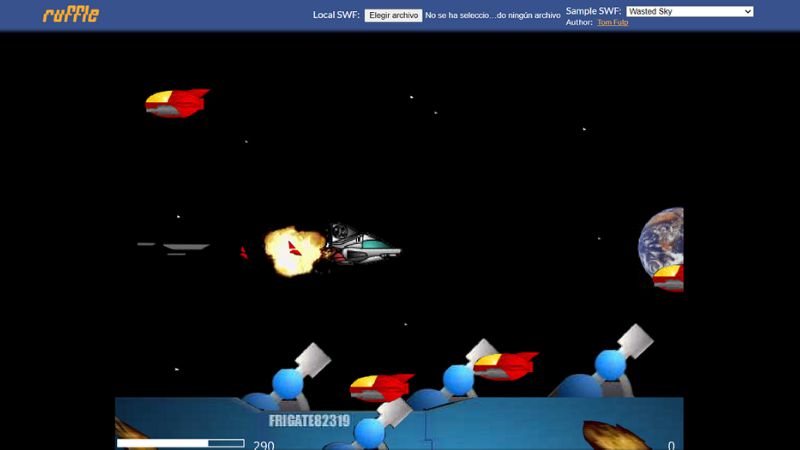 ruffle
Local SWF: Elegir archivo No se ha seleccio...do ningún archivo
Sample SWF: Wasted Sky
Author: Tom Fulp
FRIGATE82319
290
0